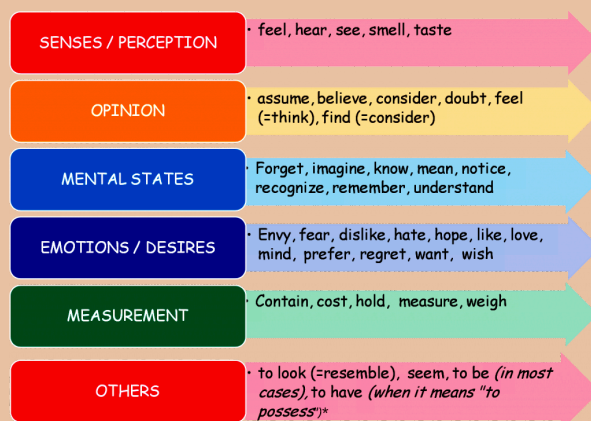 SENSES / PERCEPTION
• feel, hear, see, smell, taste
OPINION
• assume, believe, consider, doubt, feel
(=think), find (=consider)
MENTAL STATES
• Forget, imagine, know, mean, notice,
recognize, remember, understand
EMOTIONS / DESIRES
• Envy, fear, dislike, hate, hope, like, love,
mind, prefer, regret, want, wish
MEASUREMENT
• Contain, cost, hold, measure, weigh
OTHERS
• to look (=resemble), seem, to be (in most
cases), to have (when it means "to
possess")*